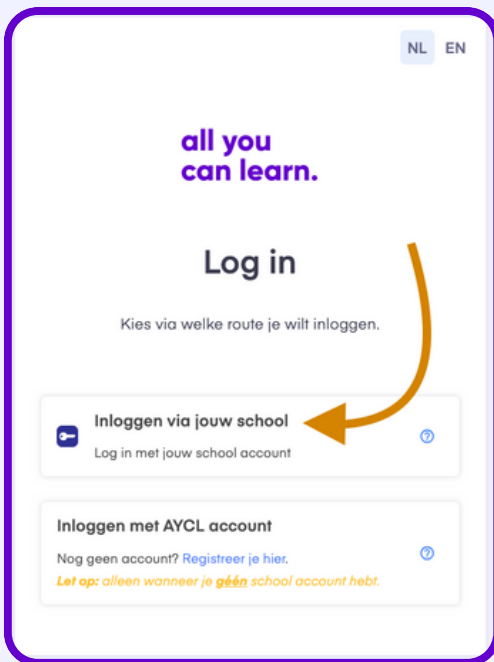 NL EN
all you
can learn.
Log in
Kies via welke route je wilt inloggen.
Inloggen via jouw school
Log in met jouw school account
Inloggen met AYCL account
Nog geen account? Registreer je hier.
Let op: alleen wanneer je géén school account hebt.